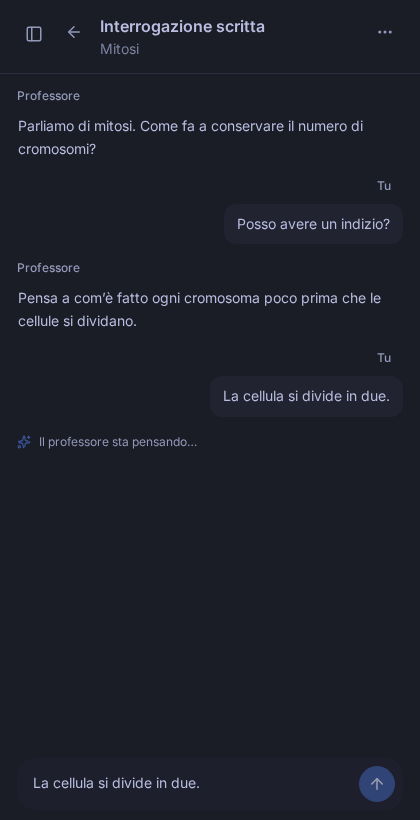 Interrogazione scritta
Mitosi
Professore
Parliamo di mitosi. Come fa a conservare il numero di
cromosomi?
Tu
Posso avere un indizio?
Professore
Pensa a com’è fatto ogni cromosoma poco prima che le
cellule si dividano.
Tu
La cellula si divide in due.
Il professore sta pensando...
La cellula si divide in due.